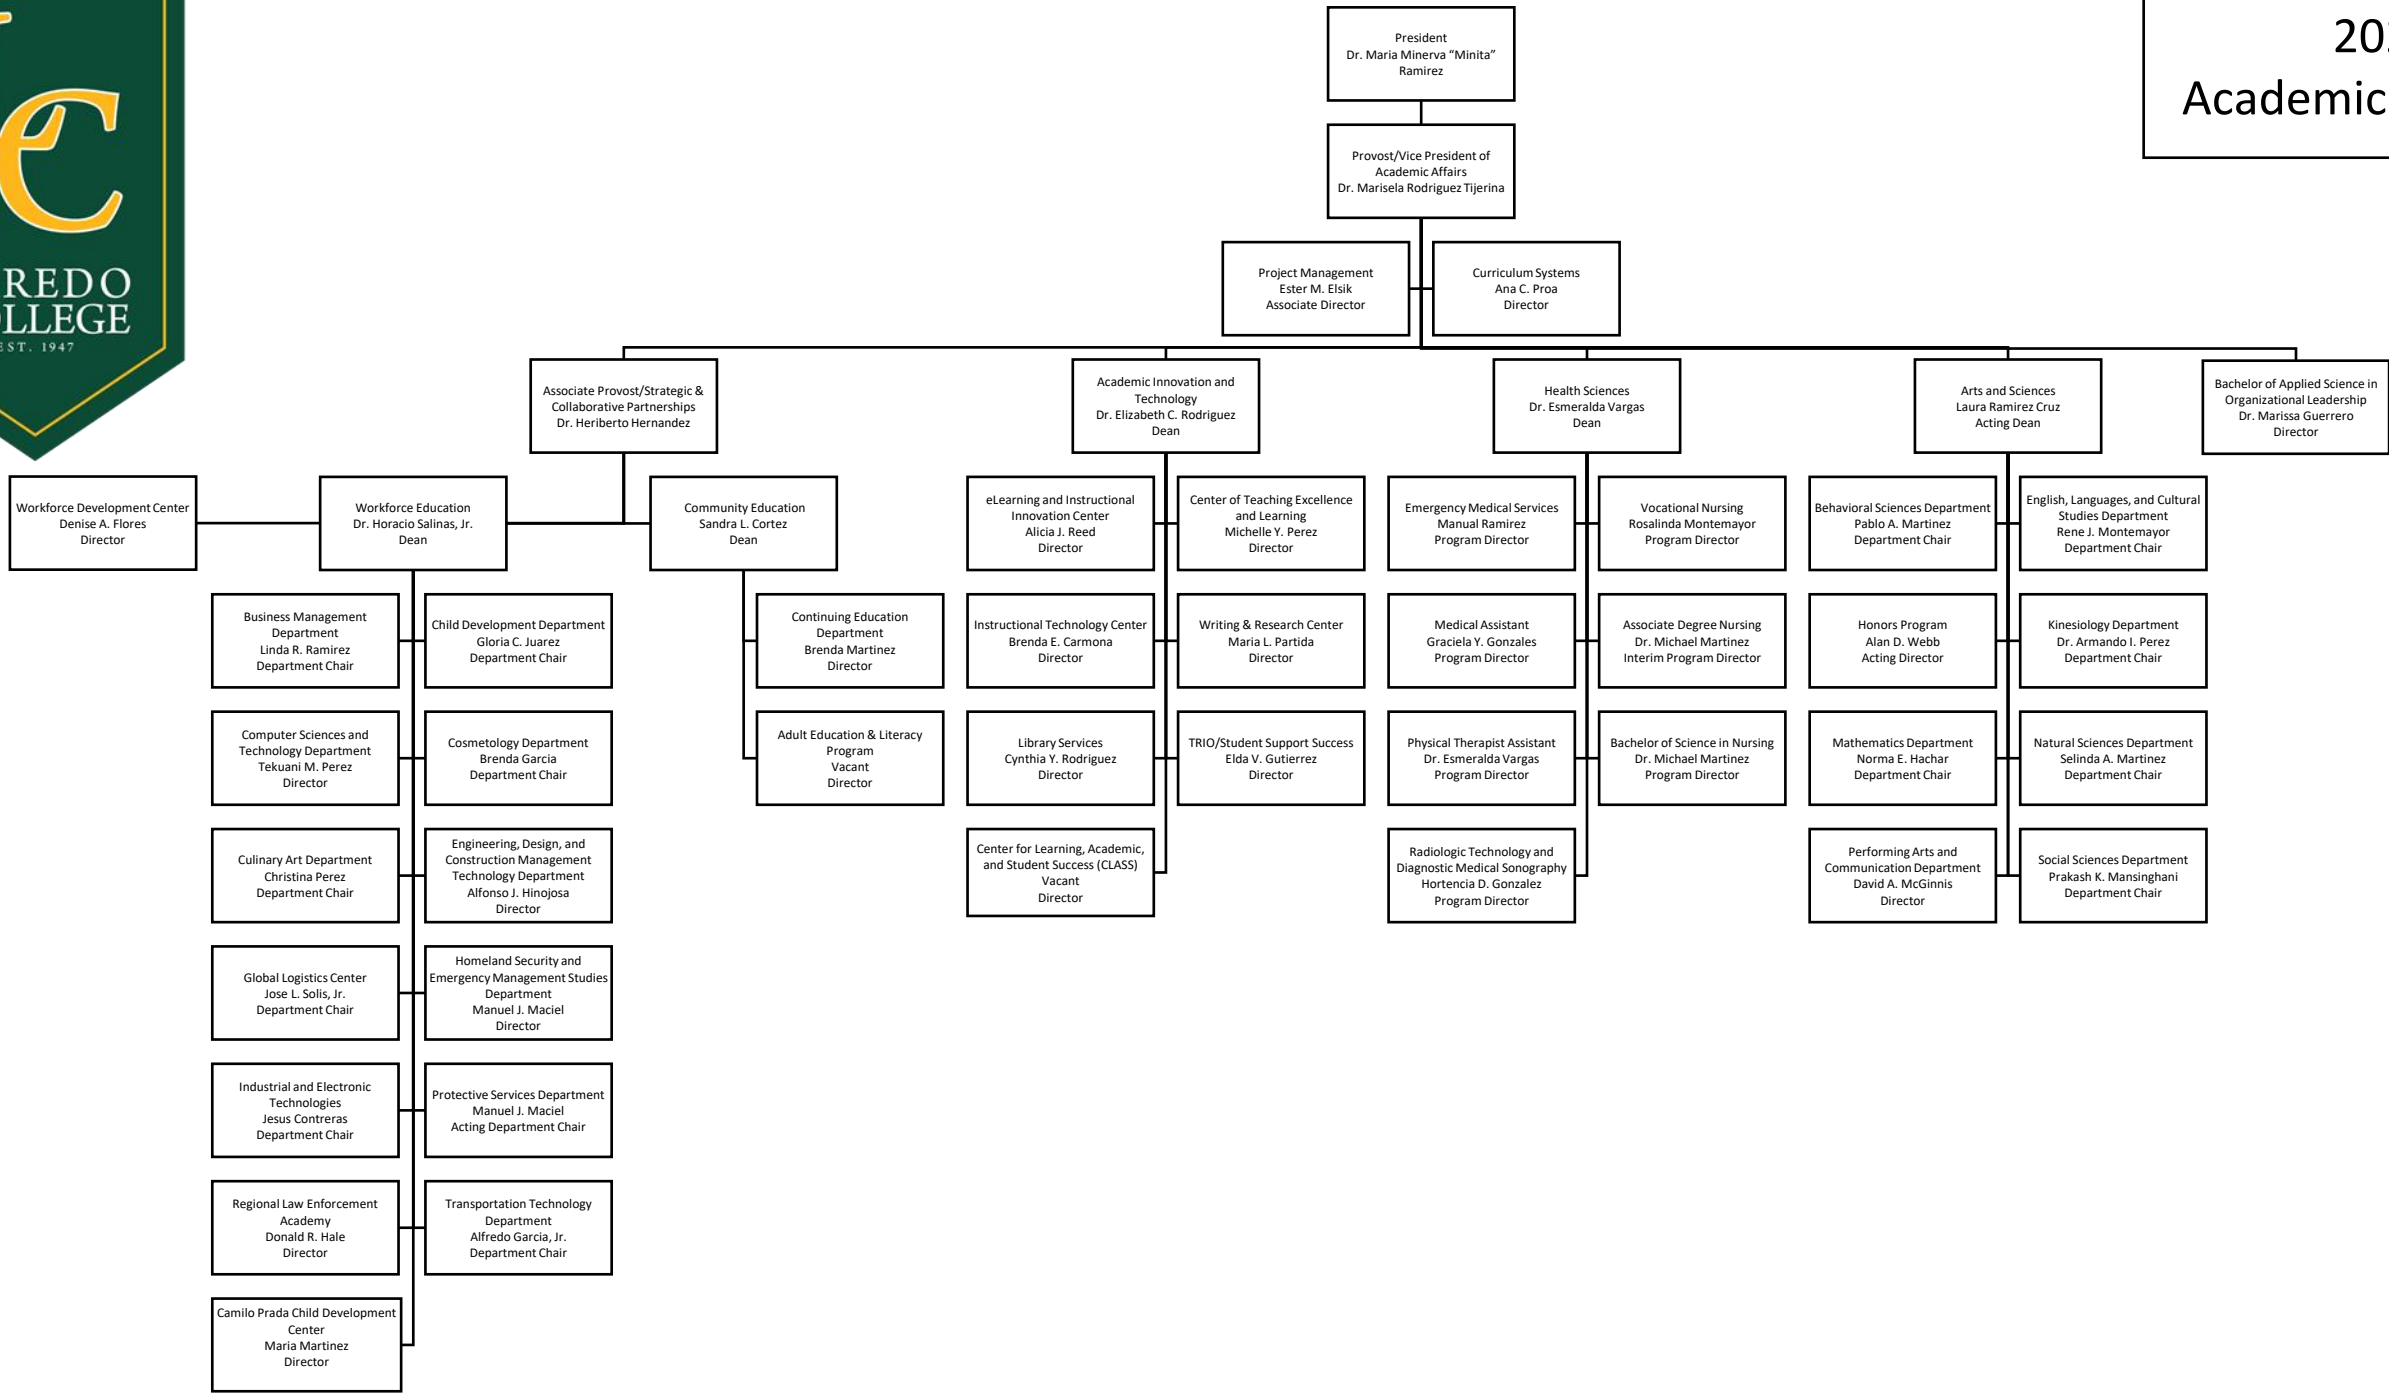 EST. 1947
President
Dr. Maria Minerva “Minita”
Ramirez
Academic
Provost/Vice President of
Academic Affairs
Dr. Marisela Rodriguez Tijerina
Project Management
Ester M. Elsik
Associate Director
Curriculum Systems
Ana C. Proa
Director
Associate Provost/Strategic &
Collaborative Partnerships
Dr. Heriberto Hernandez
Academic Innovation and
Technology
Dr. Elizabeth C. Rodriguez
Dean
Health Sciences
Dr. Esmeralda Vargas
Dean
Arts and Sciences
Laura Ramirez Cruz
Acting Dean
Bachelor of Applied Science in
Organizational Leadership
Dr. Marissa Guerrero
Director
Workforce Development Center
Denise A. Flores
Director
Workforce Education
Dr. Horacio Salinas, Jr.
Dean
Community Education
Sandra L. Cortez
Dean
eLearning and Instructional
Innovation Center
Alicia J. Reed
Director
Center of Teaching Excellence
and Learning
Michelle Y. Perez
Director
Emergency Medical Services
Manual Ramirez
Program Director
Vocational Nursing
Rosalinda Montemayor
Program Director
Behavioral Sciences Department
Pablo A. Martinez
Department Chair
English, Languages, and Cultural
Studies Department
Rene J. Montemayor
Department Chair
Business Management
Department
Linda R. Ramirez
Department Chair
Child Development Department
Gloria C. Juarez
Department Chair
Continuing Education
Department
Brenda Martinez
Director
Instructional Technology Center
Brenda E. Carmona
Director
Writing & Research Center
Maria L. Partida
Director
Medical Assistant
Graciela Y. Gonzales
Program Director
Associate Degree Nursing
Dr. Michael Martinez
Interim Program Director
Honors Program
Alan D. Webb
Acting Director
Kinesiology Department
Dr. Armando I. Perez
Department Chair
Computer Sciences and
Technology Department
Tekuani M. Perez
Director
Cosmetology Department
Brenda Garcia
Department Chair
Adult Education & Literacy
Program
Vacant
Director
Library Services
Cynthia Y. Rodriguez
Director
TRIO/Student Support Success
Elda V. Gutierrez
Director
Physical Therapist Assistant
Dr. Esmeralda Vargas
Program Director
Bachelor of Science in Nursing
Dr. Michael Martinez
Program Director
Mathematics Department
Norma E. Hachar
Department Chair
Natural Sciences Department
Selinda A. Martinez
Department Chair
Culinary Art Department
Christina Perez
Department Chair
Engineering, Design, and
Construction Management
Technology Department
Alfonso J. Hinojosa
Director
Center for Learning, Academic,
and Student Success (CLASS)
Vacant
Director
Radiologic Technology and
Diagnostic Medical Sonography
Hortencia D. Gonzalez
Program Director
Performing Arts and
Communication Department
David A. McGinnis
Director
Social Sciences Department
Prakash K. Mansinghani
Department Chair
Global Logistics Center
Jose L. Solis, Jr.
Department Chair
Homeland Security and
Emergency Management Studies
Department
Manuel J. Maciel
Director
Industrial and Electronic
Technologies
Jesus Contreras
Department Chair
Protective Services Department
Manuel J. Maciel
Acting Department Chair
Regional Law Enforcement
Academy
Donald R. Hale
Director
Transportation Technology
Department
Alfredo Garcia, Jr.
Department Chair
Camilo Prada Child Development
Center
Maria Martinez
Director